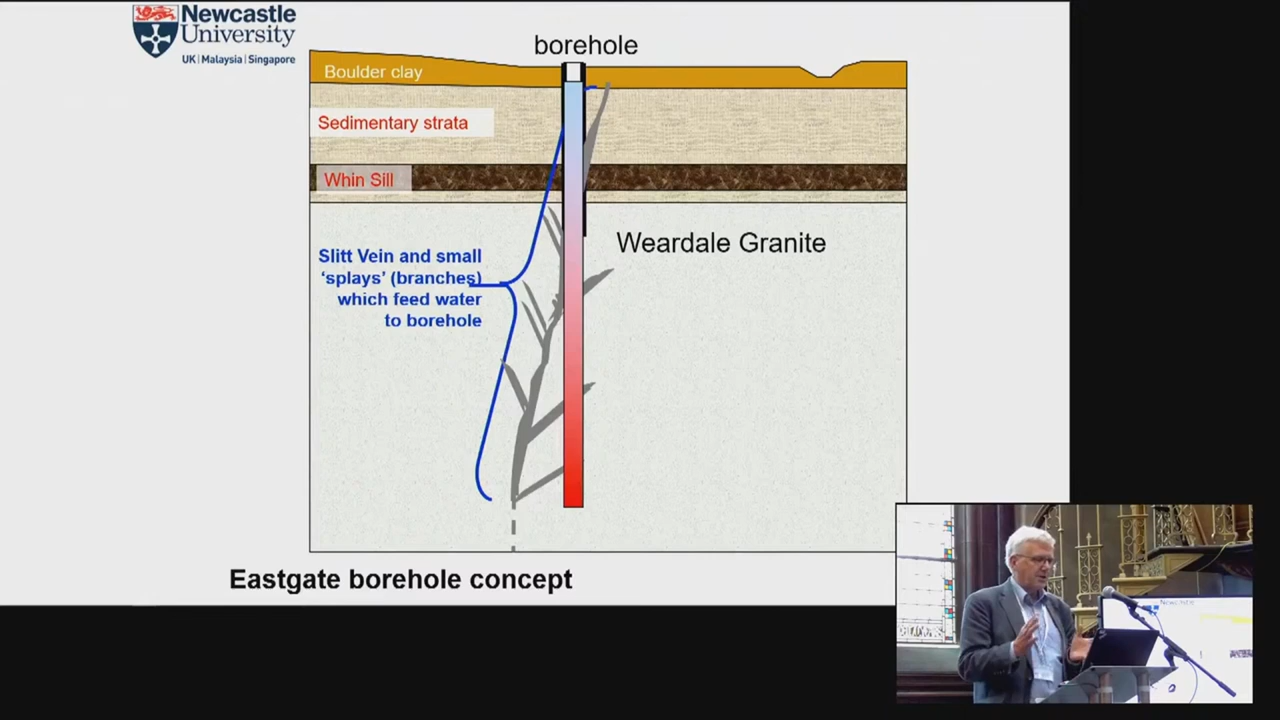 Newcastle
University
UK | Malaysia | Singapore
borehole
Boulder clay
Sedimentary strata
Whin Sill
Weardale Granite
Slitt Vein and small
‘splays’ (branches)
which feed water
to borehole
Eastgate borehole concept